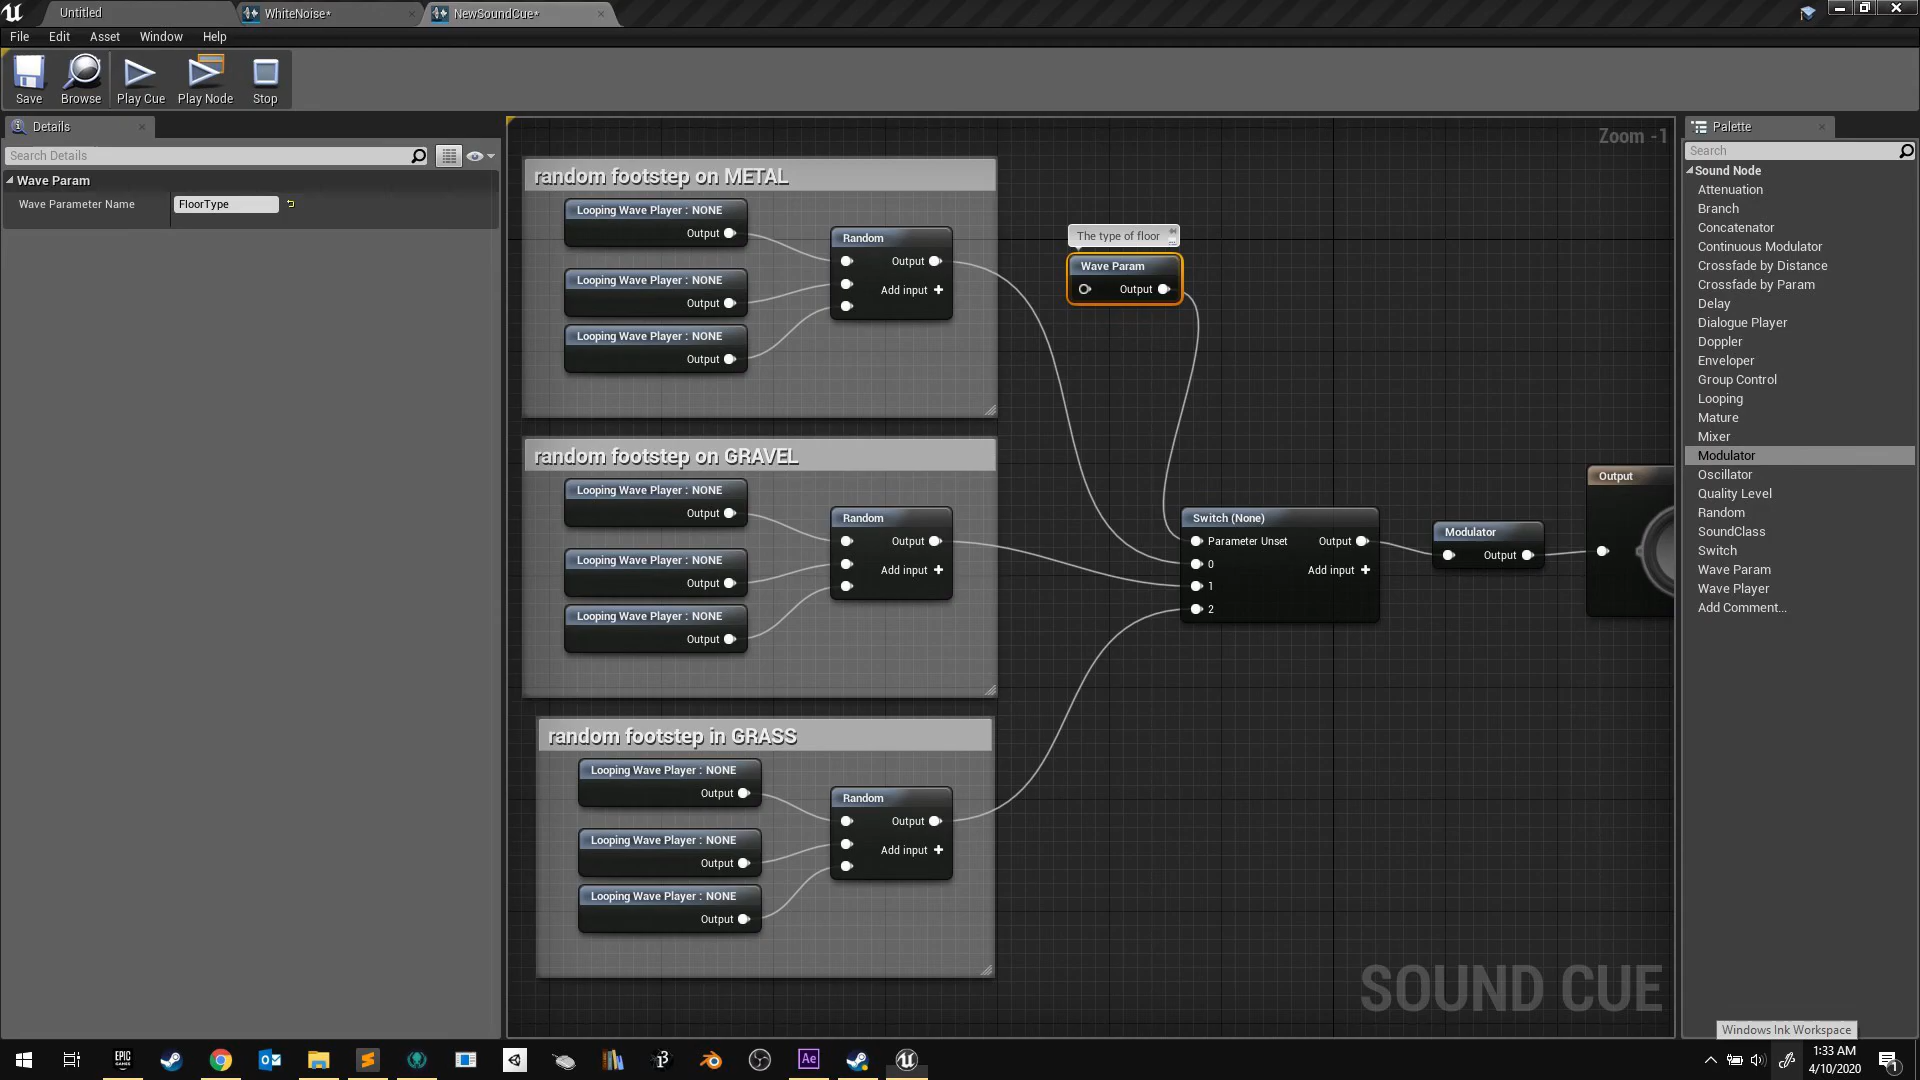 Untitled
WhiteNoise*
NewSoundCue*
File Edit Asset Window Help
Save Browse Play Cue Play Node Stop
Details
Search Details
Wave Param
Wave Parameter Name FloorType
Zoom -1
random footstep on METAL
Looping Wave Player : NONE
Output
Looping Wave Player : NONE
Output
Looping Wave Player : NONE
Output
Random
Output
Add input
The type of floor
Wave Param
Output
random footstep on GRAVEL
Looping Wave Player : NONE
Output
Looping Wave Player : NONE
Output
Looping Wave Player : NONE
Output
Random
Output
Add input
Switch (None)
Parameter Unset Output
0
Add input
1
2
Modulator
Output
Output
random footstep in GRASS
Looping Wave Player : NONE
Output
Looping Wave Player : NONE
Output
Looping Wave Player : NONE
Output
Random
Output
Add input
SOUND CUE
Palette
Search
Sound Node
Attenuation
Branch
Concatenator
Continuous Modulator
Crossfade by Distance
Crossfade by Param
Delay
Dialogue Player
Doppler
Enveloper
Group Control
Looping
Mature
Mixer
Modulator
Oscillator
Quality Level
Random
SoundClass
Switch
Wave Param
Wave Player
Add Comment...
Windows Ink Workspace
EPIC
GAMES
Ae
1:33 AM
4/10/2020
1